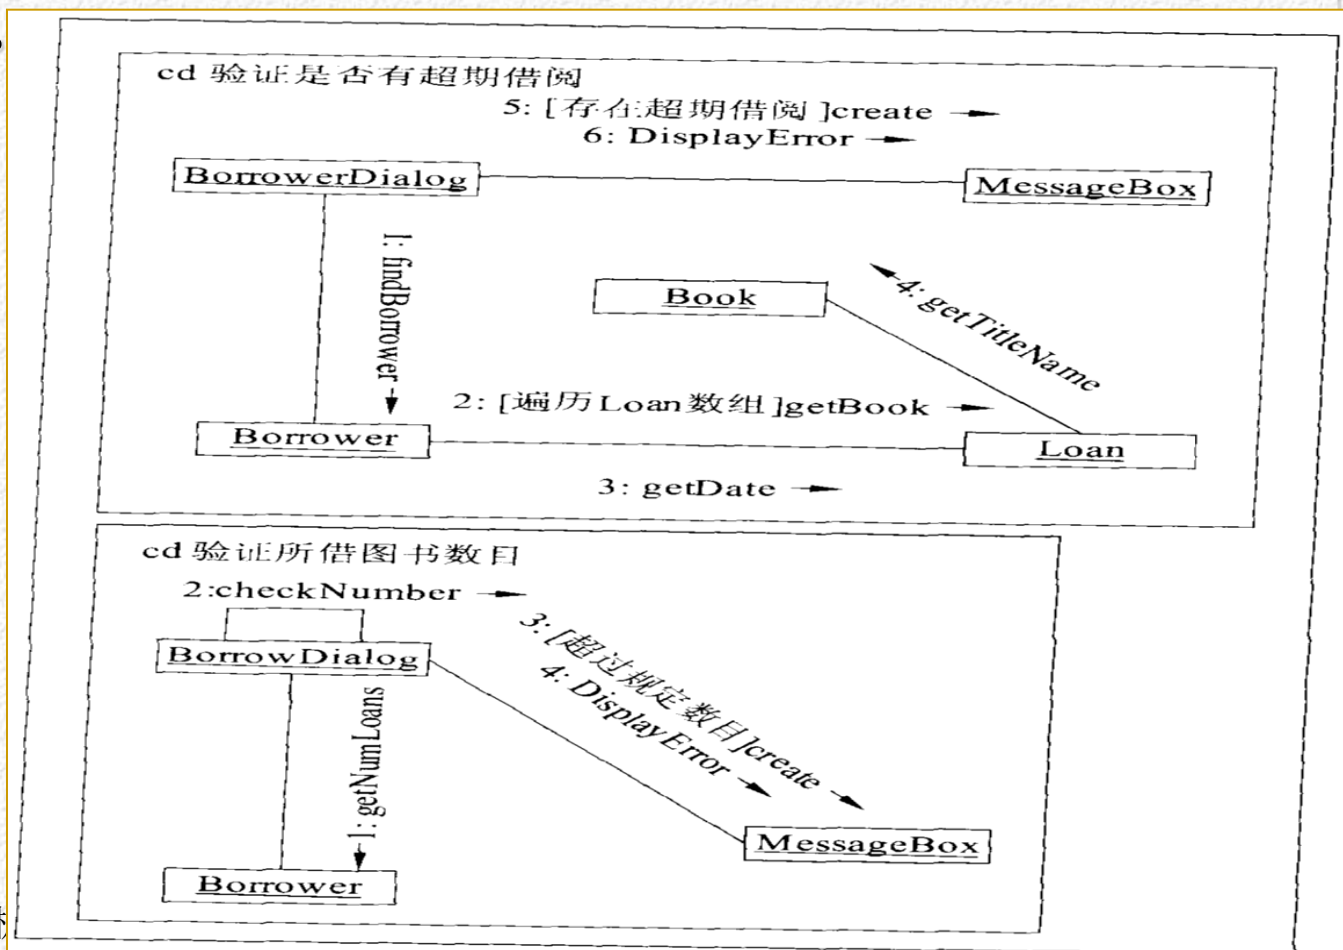 cd 验证是否有超期借阅
5: [存在超期借阅]create
6: DisplayError
BorrowerDialog
MessageBox
1: findBorrower
Book
4: getTitleName
2: [遍历Loan数组]getBook
Borrower
Loan
3: getDate
cd 验证所借图书数目
2:checkNumber
3: [超过规定数目]create
4: DisplayError
BorrowDialog
1: getNumLoans
MessageBox
Borrower